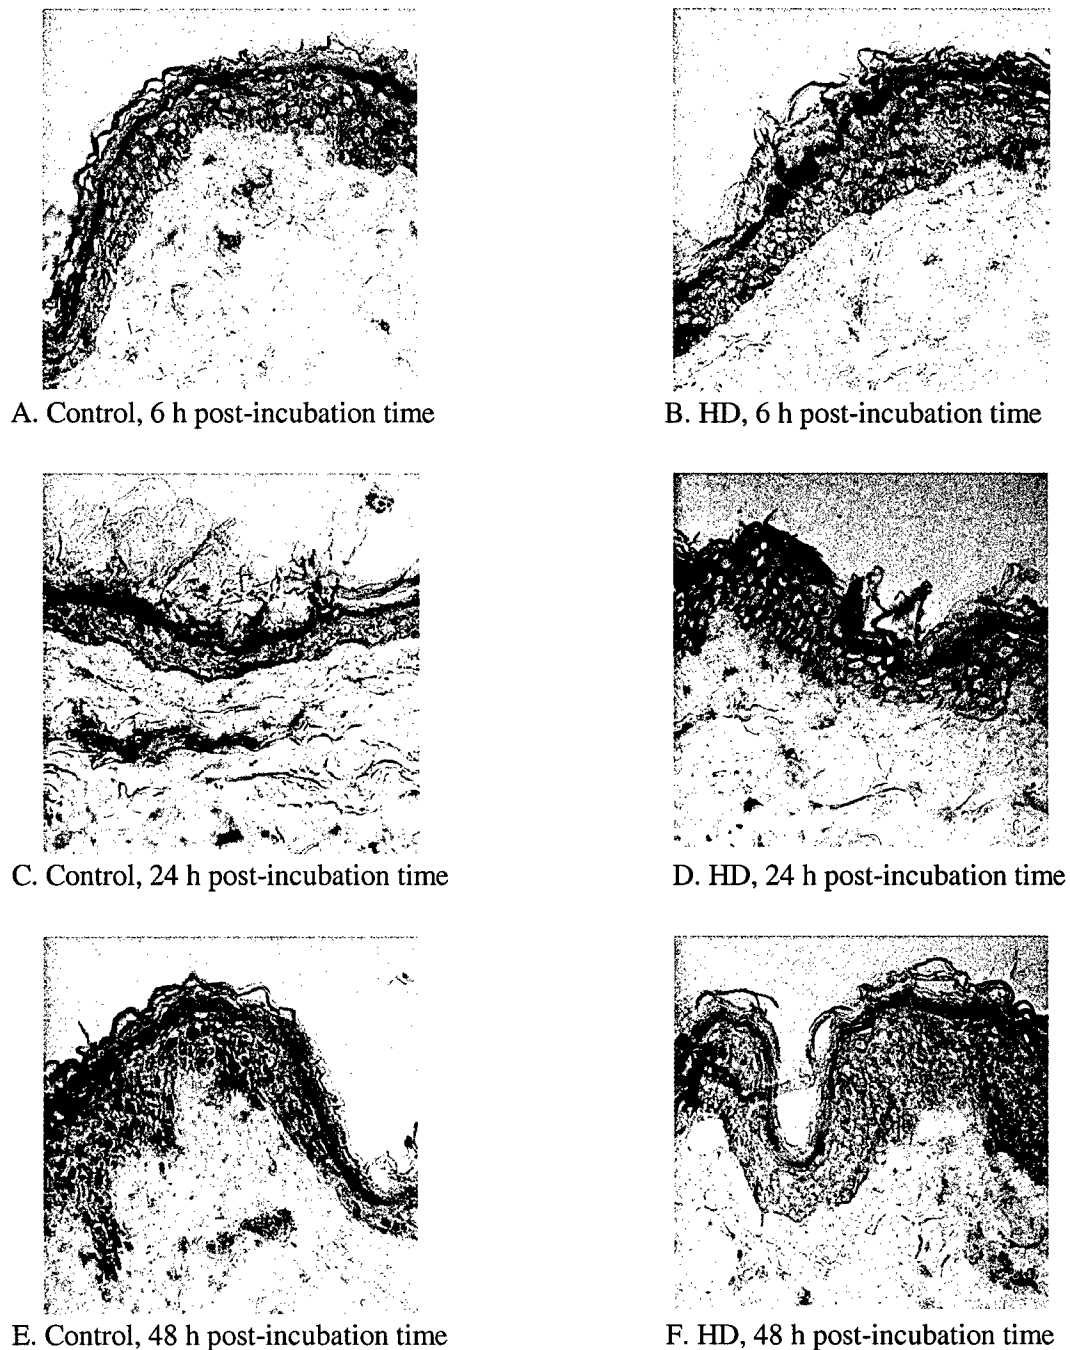 A. Control, 6 h post-incubation time
B. HD, 6 h post-incubation time
C. Control, 24 h post-incubation time
D. HD, 24 h post-incubation time
E. Control, 48 h post-incubation time
F. HD, 48 h post-incubation time